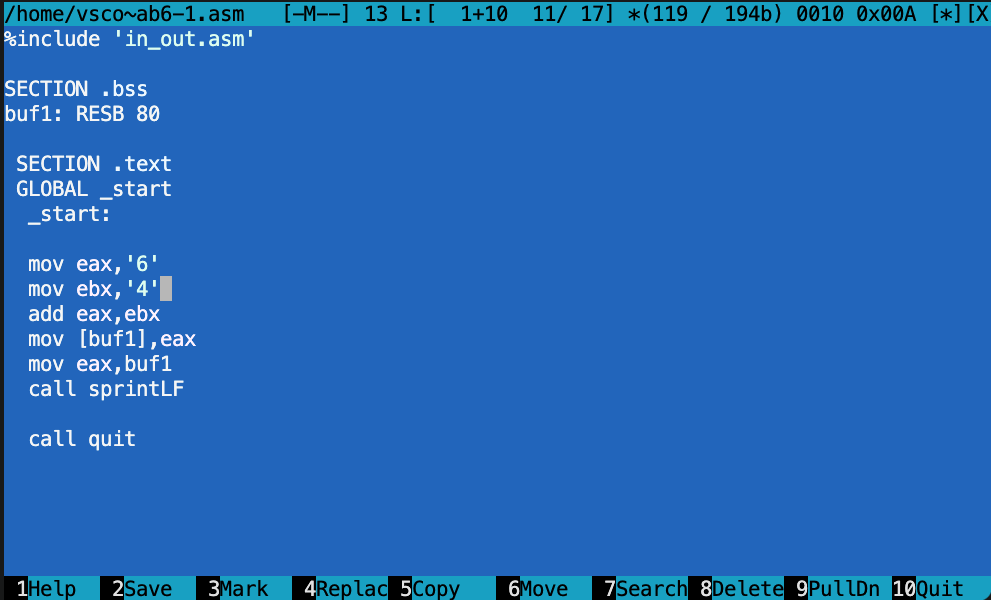 /home/vsco~ab6-1.asm   [-M--] 13 L:[  1+10  11/ 17] *(119 / 194b) 0010 0x00A [*][X
%include 'in_out.asm'

SECTION .bss
buf1: RESB 80

 SECTION .text
 GLOBAL _start
  _start:

  mov eax,'6'
  mov ebx,'4'
  add eax,ebx
  mov [buf1],eax
  mov eax,buf1
  call sprintLF

  call quit

1Help  2Save  3Mark  4Replac 5Copy  6Move  7Search 8Delete 9PullDn 10Quit